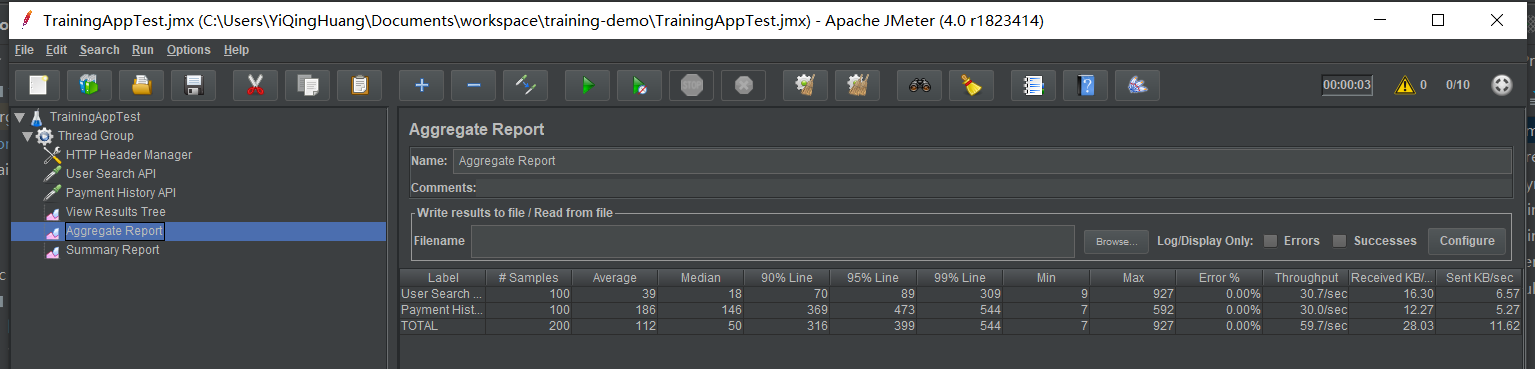 TrainingAppTest.jmx (C:\Users\YiQingHuang\Documents\workspace\training-demo\TrainingAppTest.jmx) - Apache JMeter (4.0 r1823414)
File Edit Search Run Options Help
STOP 00:00:03 0 0/10
TrainingAppTest
Thread Group
HTTP Header Manager
User Search API
Payment History API
View Results Tree
Aggregate Report
Summary Report
Aggregate Report
Name: Aggregate Report
Comments:
Write results to file / Read from file
Filename Browse... Log/Display Only: Errors Successes Configure
Label # Samples Average Median 90% Line 95% Line 99% Line Min Max Error % Throughput Received KB/... Sent KB/sec
User Search ... 100 39 18 70 89 309 9 927 0.00% 30.7/sec 16.30 6.57
Payment Hist... 100 186 146 369 473 544 7 592 0.00% 30.0/sec 12.27 5.27
TOTAL 200 112 50 316 399 544 7 927 0.00% 59.7/sec 28.03 11.62